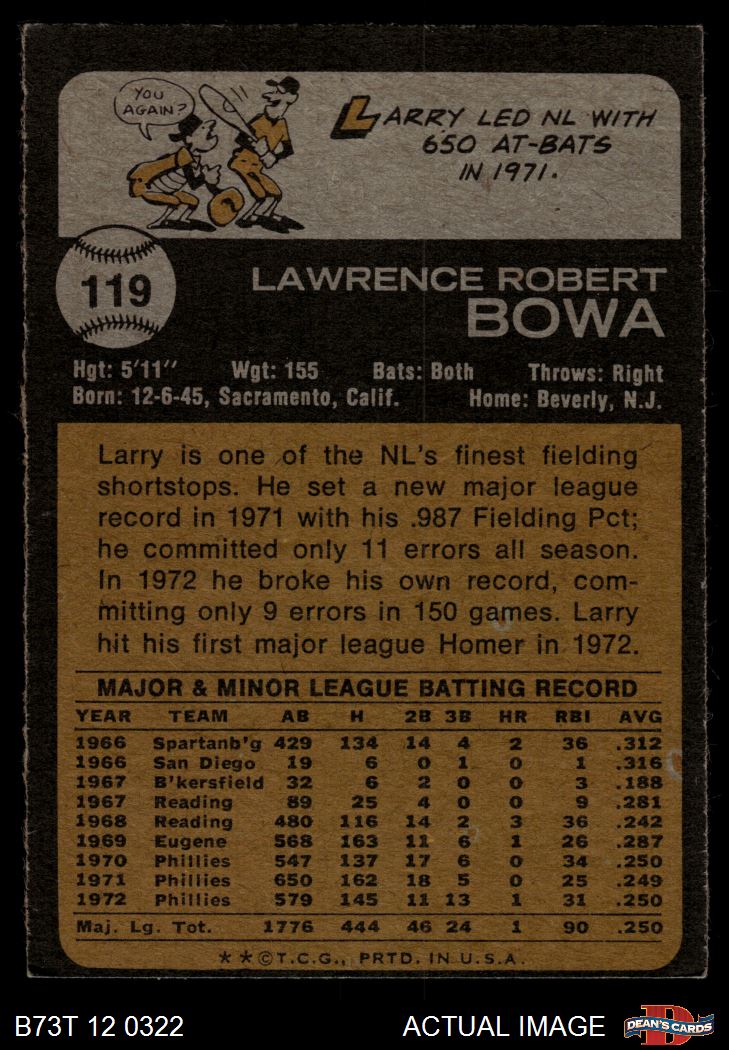 YOU
AGAIN?
LARRY LED NL WITH
650 AT-BATS
IN 1971.
119
LAWRENCE ROBERT
BOWA
Hgt: 5'11" Wgt: 155 Bats: Both Throws: Right
Born: 12-6-45, Sacramento, Calif. Home: Beverly, N.J.
Larry is one of the NL's finest fielding
shortstops. He set a new major league
record in 1971 with his .987 Fielding Pct;
he committed only 11 errors all season.
In 1972 he broke his own record, com-
mitting only 9 errors in 150 games. Larry
hit his first major league Homer in 1972.
MAJOR & MINOR LEAGUE BATTING RECORD
YEAR TEAM AB H 2B 3B HR RBI AVG
1966 Spartanb'g 429 134 14 4 2 36 .312
1966 San Diego 19 6 0 1 0 1 .316
1967 B'kersfield 32 6 2 0 0 3 .188
1967 Reading 89 25 4 0 0 9 .281
1968 Reading 480 116 14 2 3 36 .242
1969 Eugene 568 163 11 6 1 26 .287
1970 Phillies 547 137 17 6 0 34 .250
1971 Phillies 650 162 18 5 0 25 .249
1972 Phillies 579 145 11 13 1 31 .250
Maj. Lg. Tot. 1776 444 46 24 1 90 .250
**©T.C.G., PRTD. IN U.S.A.
B73T 12 0322 ACTUAL IMAGE DEAN'S CARDS